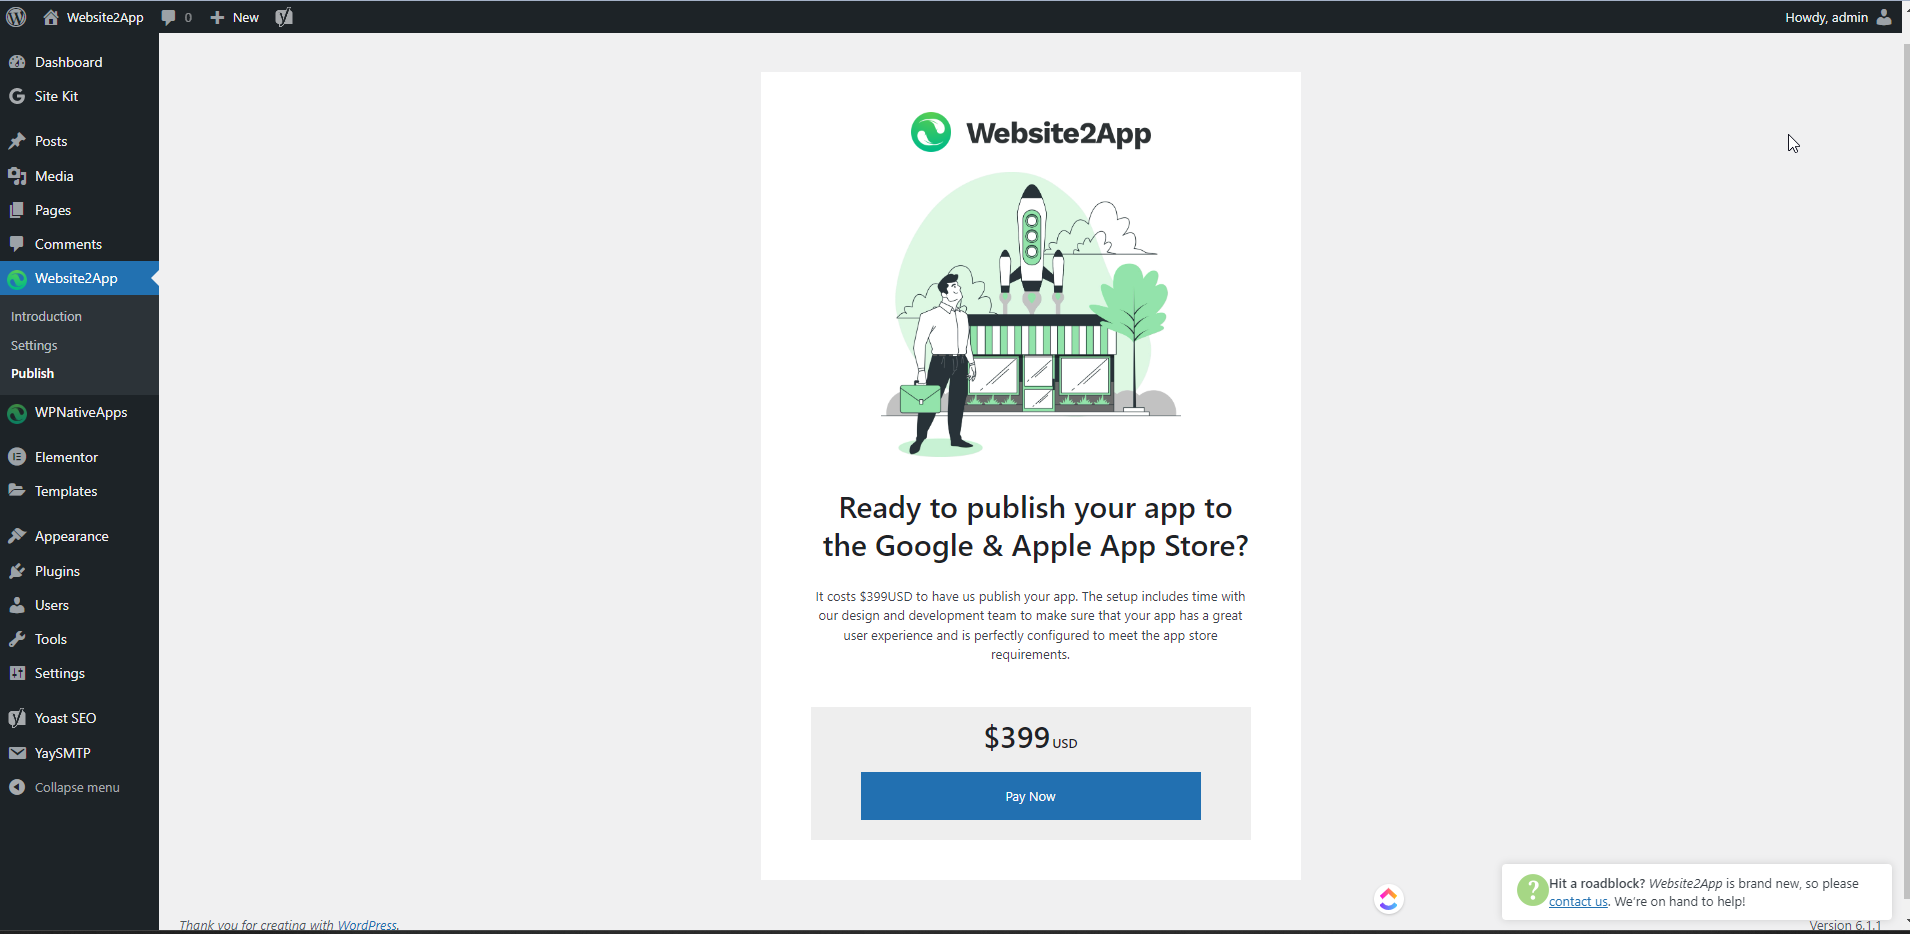 Website2App
0
New
Howdy, admin
Dashboard
Site Kit
Posts
Media
Pages
Comments
Website2App
Introduction
Settings
Publish
WPNativeApps
Elementor
Templates
Appearance
Plugins
Users
Tools
Settings
Yoast SEO
YaySMTP
Collapse menu
Website2App
Ready to publish your app to
the Google & Apple App Store?
It costs $399USD to have us publish your app. The setup includes time with
our design and development team to make sure that your app has a great
user experience and is perfectly configured to meet the app store
requirements.
$399 USD
Pay Now
? Hit a roadblock? Website2App is brand new, so please
contact us. We're on hand to help!
Thank you for creating with WordPress.
Version 6.1.1